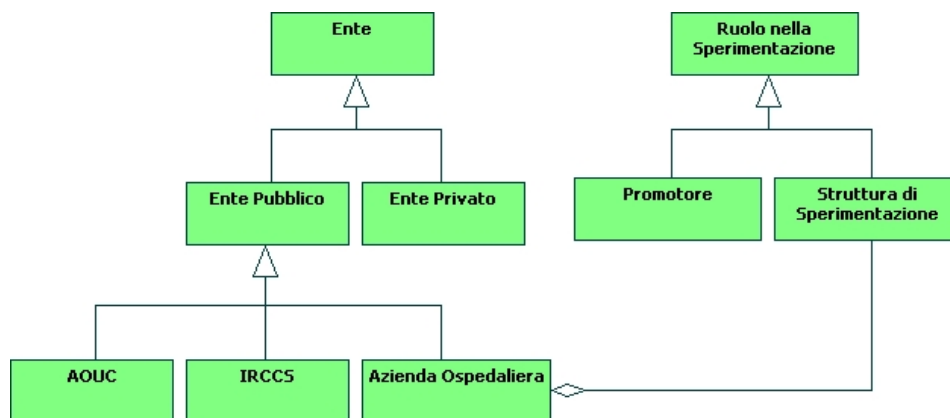 Ente
Ruolo nella
Sperimentazione
Ente Pubblico
Ente Privato
Promotore
Struttura di
Sperimentazione
AOUC
IRCCS
Azienda Ospedaliera